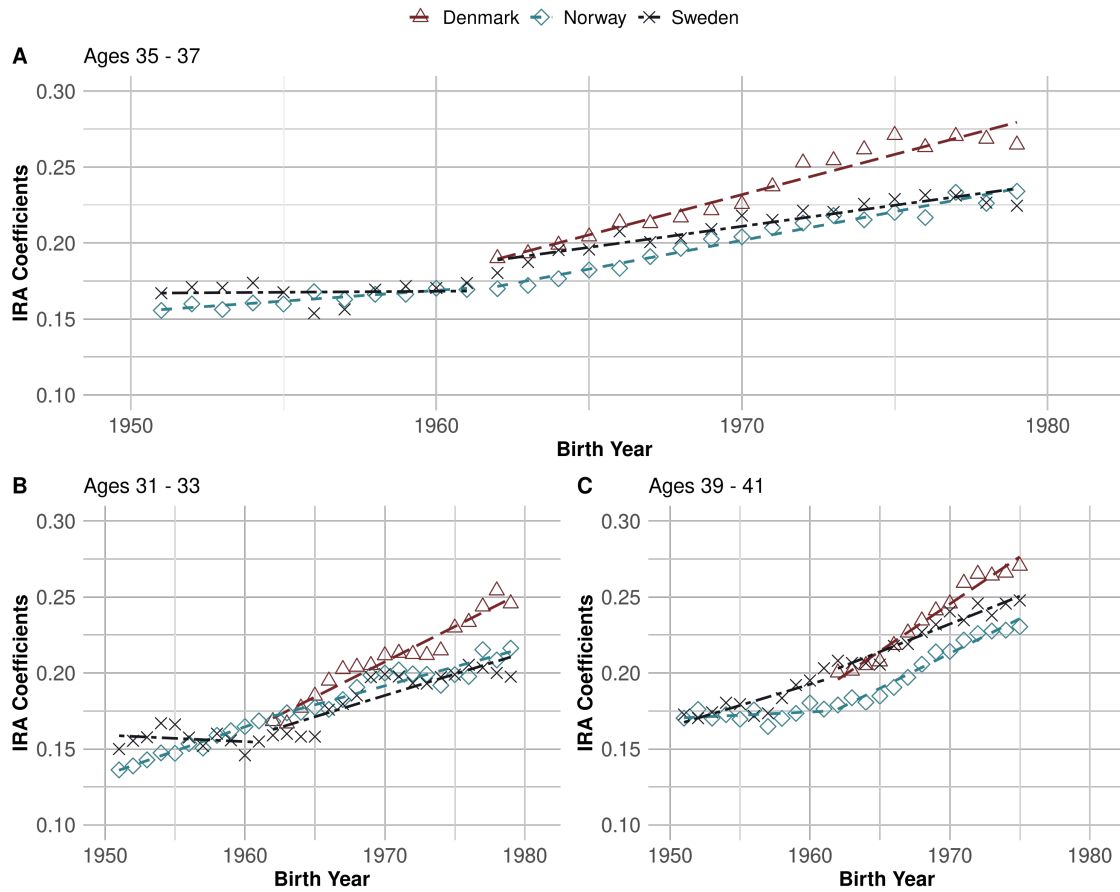 Denmark Norway Sweden
A Ages 35 - 37
0.30
0.25
0.20
0.15
0.10
IRA Coefficients
1950 1960 1970 1980
Birth Year
B Ages 31 - 33
0.30
0.25
0.20
0.15
0.10
IRA Coefficients
1950 1960 1970 1980
Birth Year
C Ages 39 - 41
0.30
0.25
0.20
0.15
0.10
IRA Coefficients
1950 1960 1970 1980
Birth Year